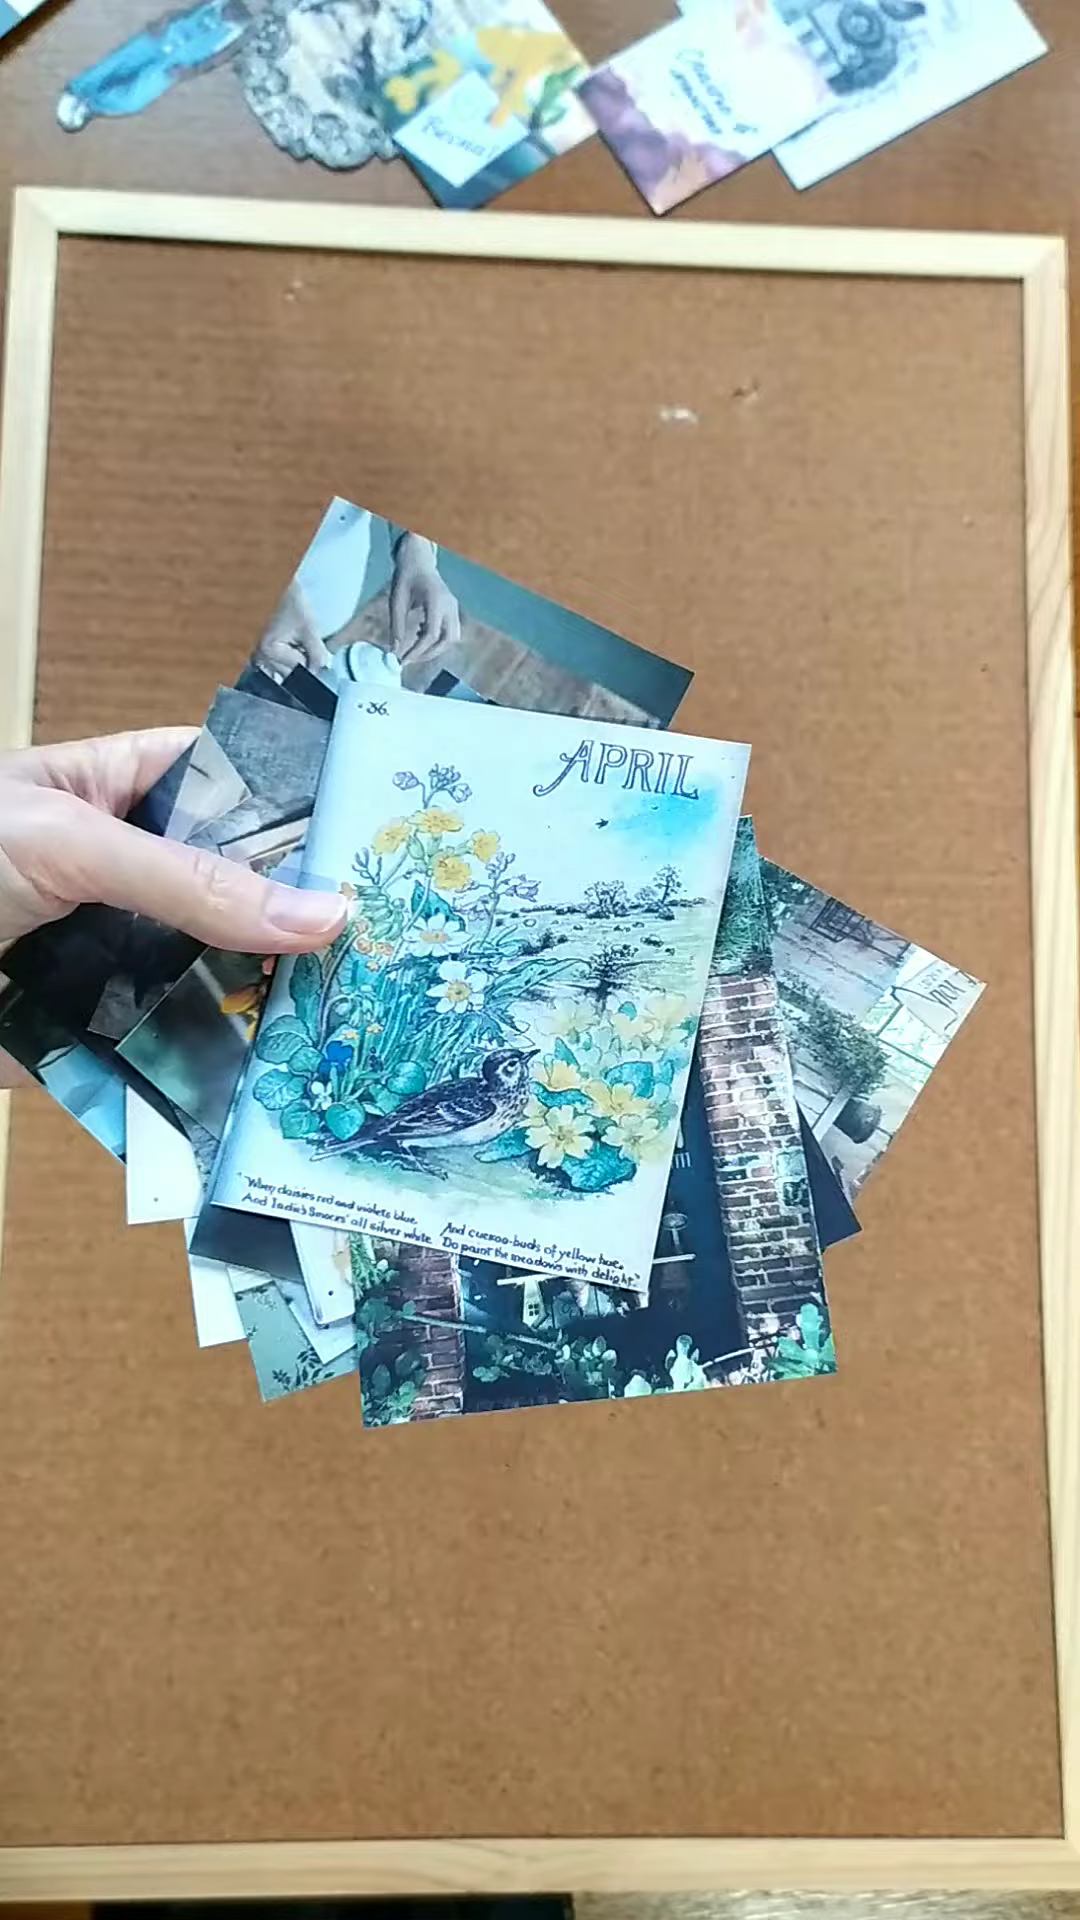 36.
APRIL
"When daisies red and violets blue.
And Ladies Smocks' all silver white
And cuckoo-buds of yellow hue.
Do paint the meadows with delight."